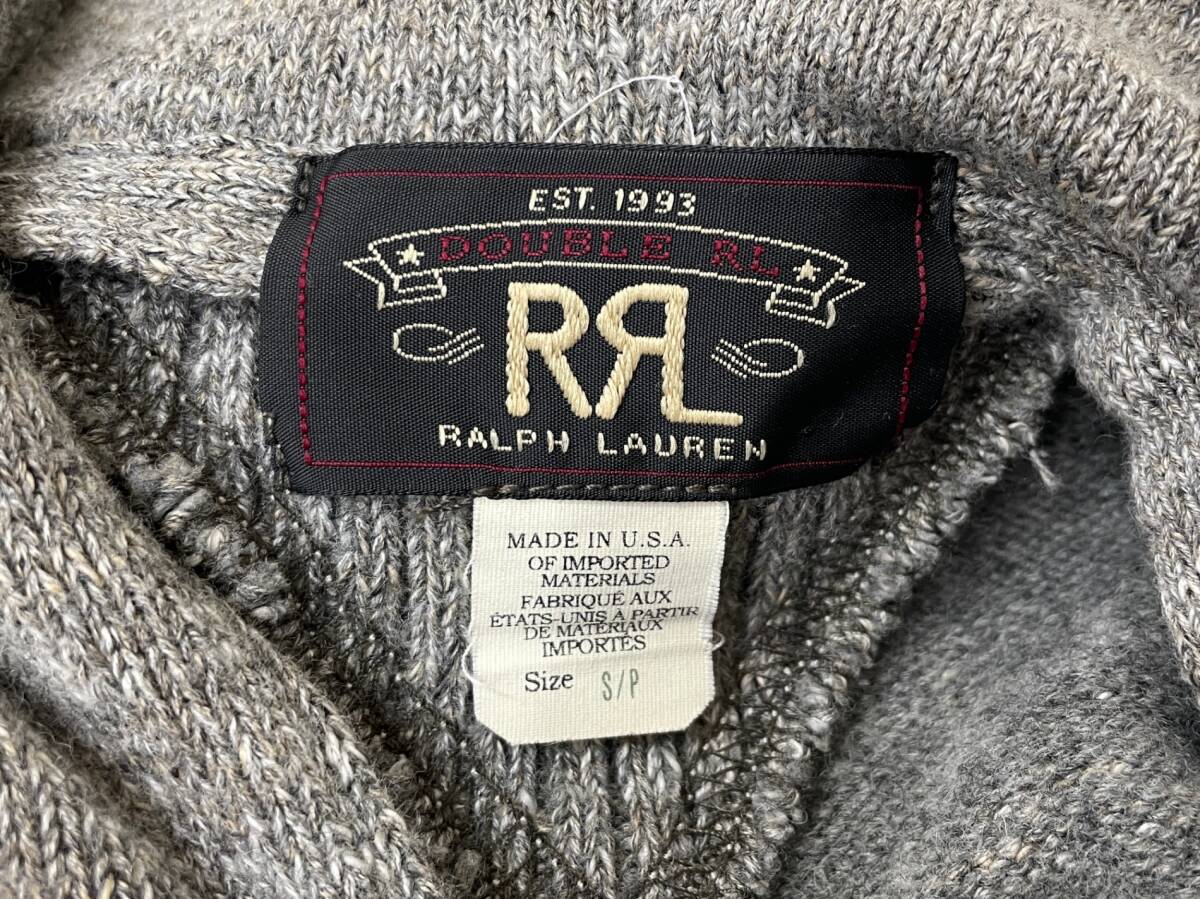 EST. 1993
DOUBLE RL
RRL
RALPH LAUREN
MADE IN U.S.A.
OF IMPORTED
MATERIALS
FABRIQUÉ AUX
ÉTATS-UNIS À PARTIR
DE MATÉRIAUX
IMPORTÉS
Size S/P